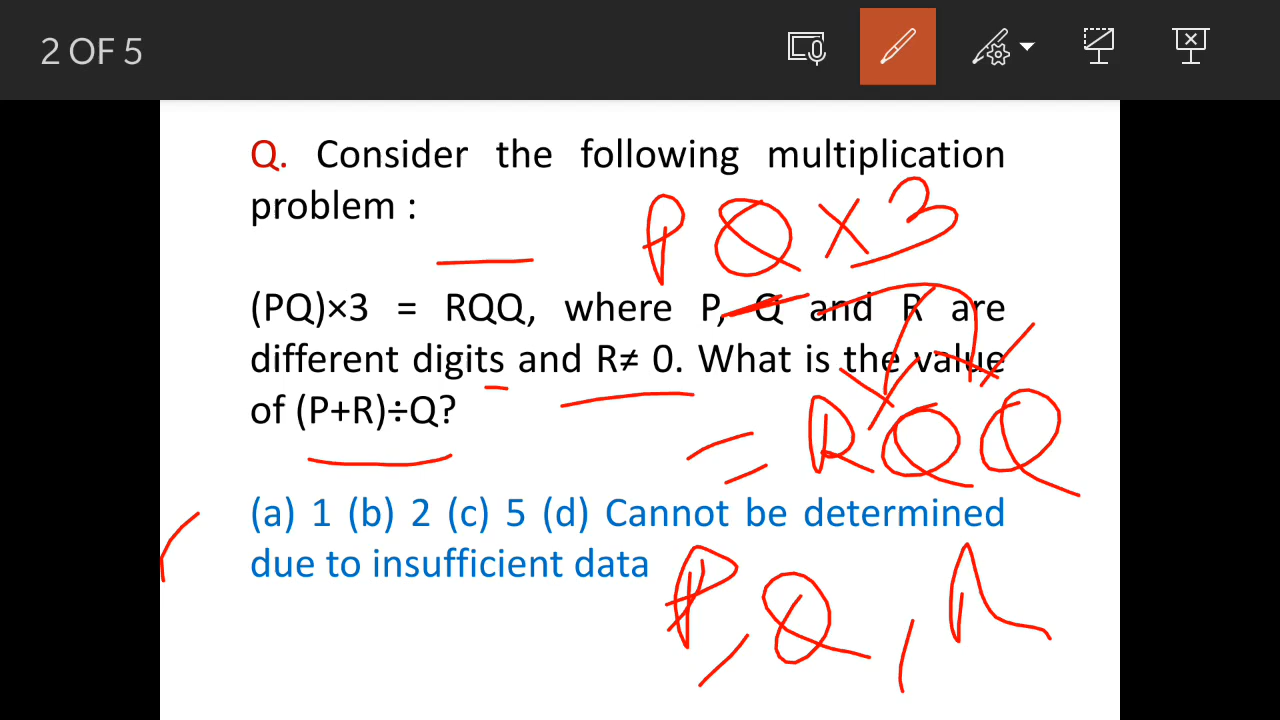 2 OF 5
Q. Consider the following multiplication
problem :
PQ×3
(PQ)×3 = RQQ, where P, Q and R are
different digits and R≠ 0. What is the value
of (P+R)÷Q?
= RQQ
(a) 1 (b) 2 (c) 5 (d) Cannot be determined
due to insufficient data
P, Q,